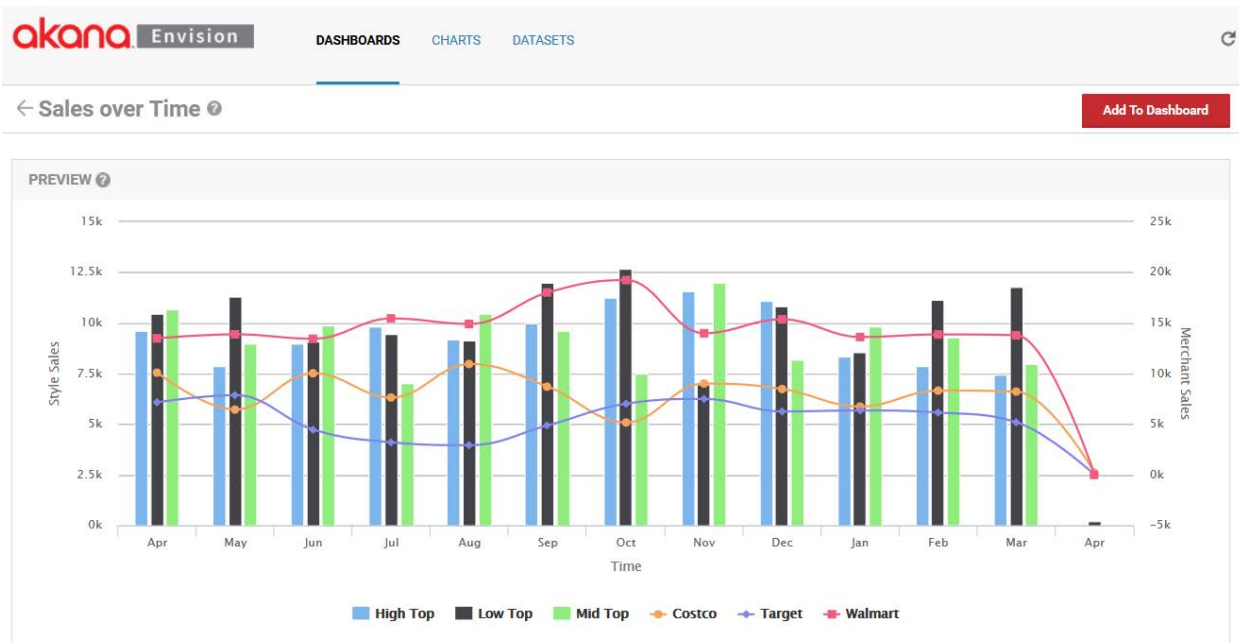 akana Envision
DASHBOARDS CHARTS DATASETS
Sales over Time
Add To Dashboard
PREVIEW
15k 25k
12.5k 20k
10k 15k
7.5k 10k
5k 5k
2.5k 0k
0k -5k
Style Sales
Merchant Sales
Apr May Jun Jul Aug Sep Oct Nov Dec Jan Feb Mar Apr
Time
High Top Low Top Mid Top Costco Target Walmart